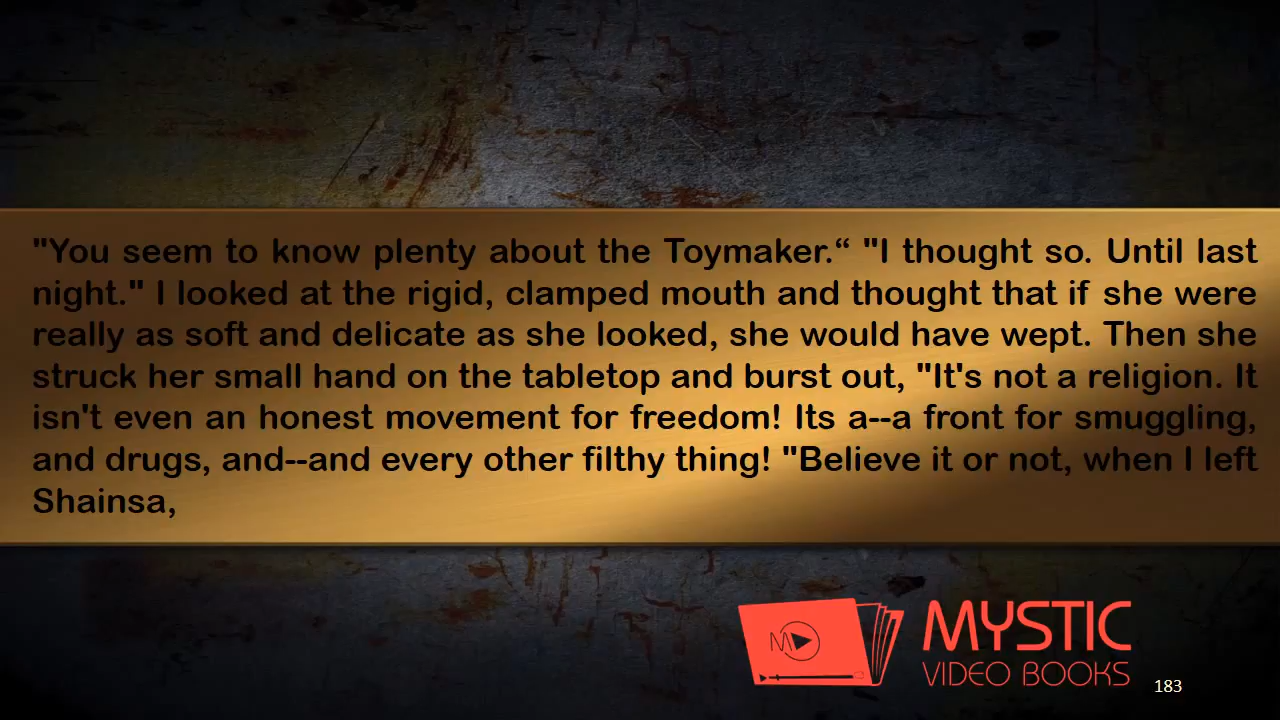 "You seem to know plenty about the Toymaker.“ "I thought so. Until last
night." I looked at the rigid, clamped mouth and thought that if she were
really as soft and delicate as she looked, she would have wept. Then she
struck her small hand on the tabletop and burst out, "It's not a religion. It
isn't even an honest movement for freedom! Its a--a front for smuggling,
and drugs, and--and every other filthy thing! "Believe it or not, when I left
Shainsa,
M
MYSTIC
VIDEO BOOKS
183